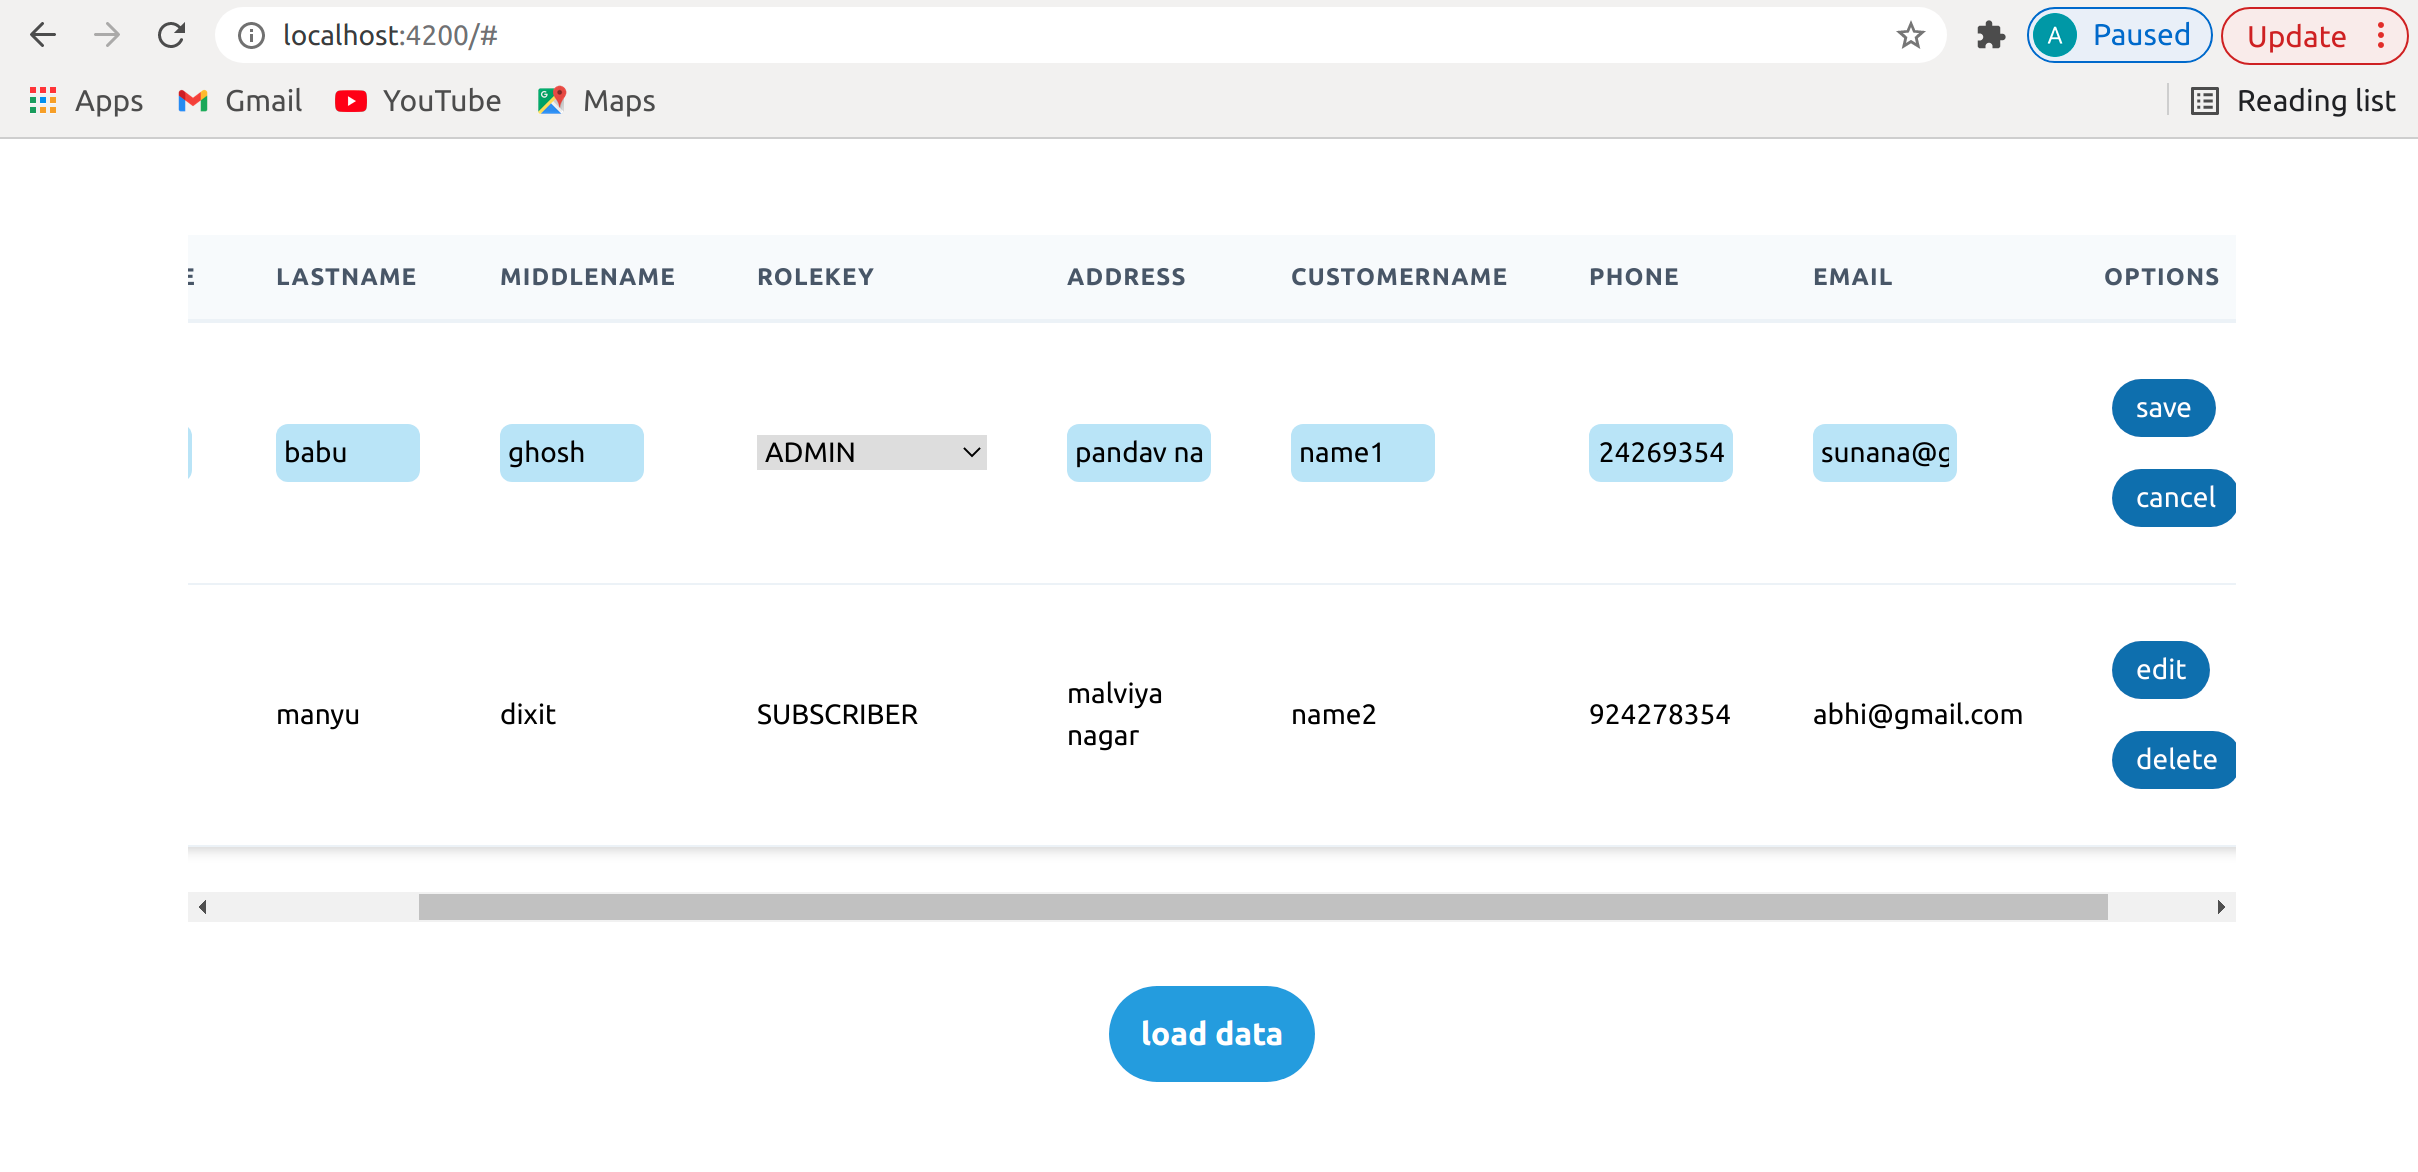 localhost:4200/#
A Paused Update
Apps Gmail YouTube Maps Reading list
LASTNAME MIDDLENAME ROLEKEY ADDRESS CUSTOMERNAME PHONE EMAIL OPTIONS
save
babu ghosh ADMIN pandav na name1 24269354 sunana@g
cancel
edit
manyu dixit SUBSCRIBER malviya nagar name2 924278354 abhi@gmail.com
delete
load data